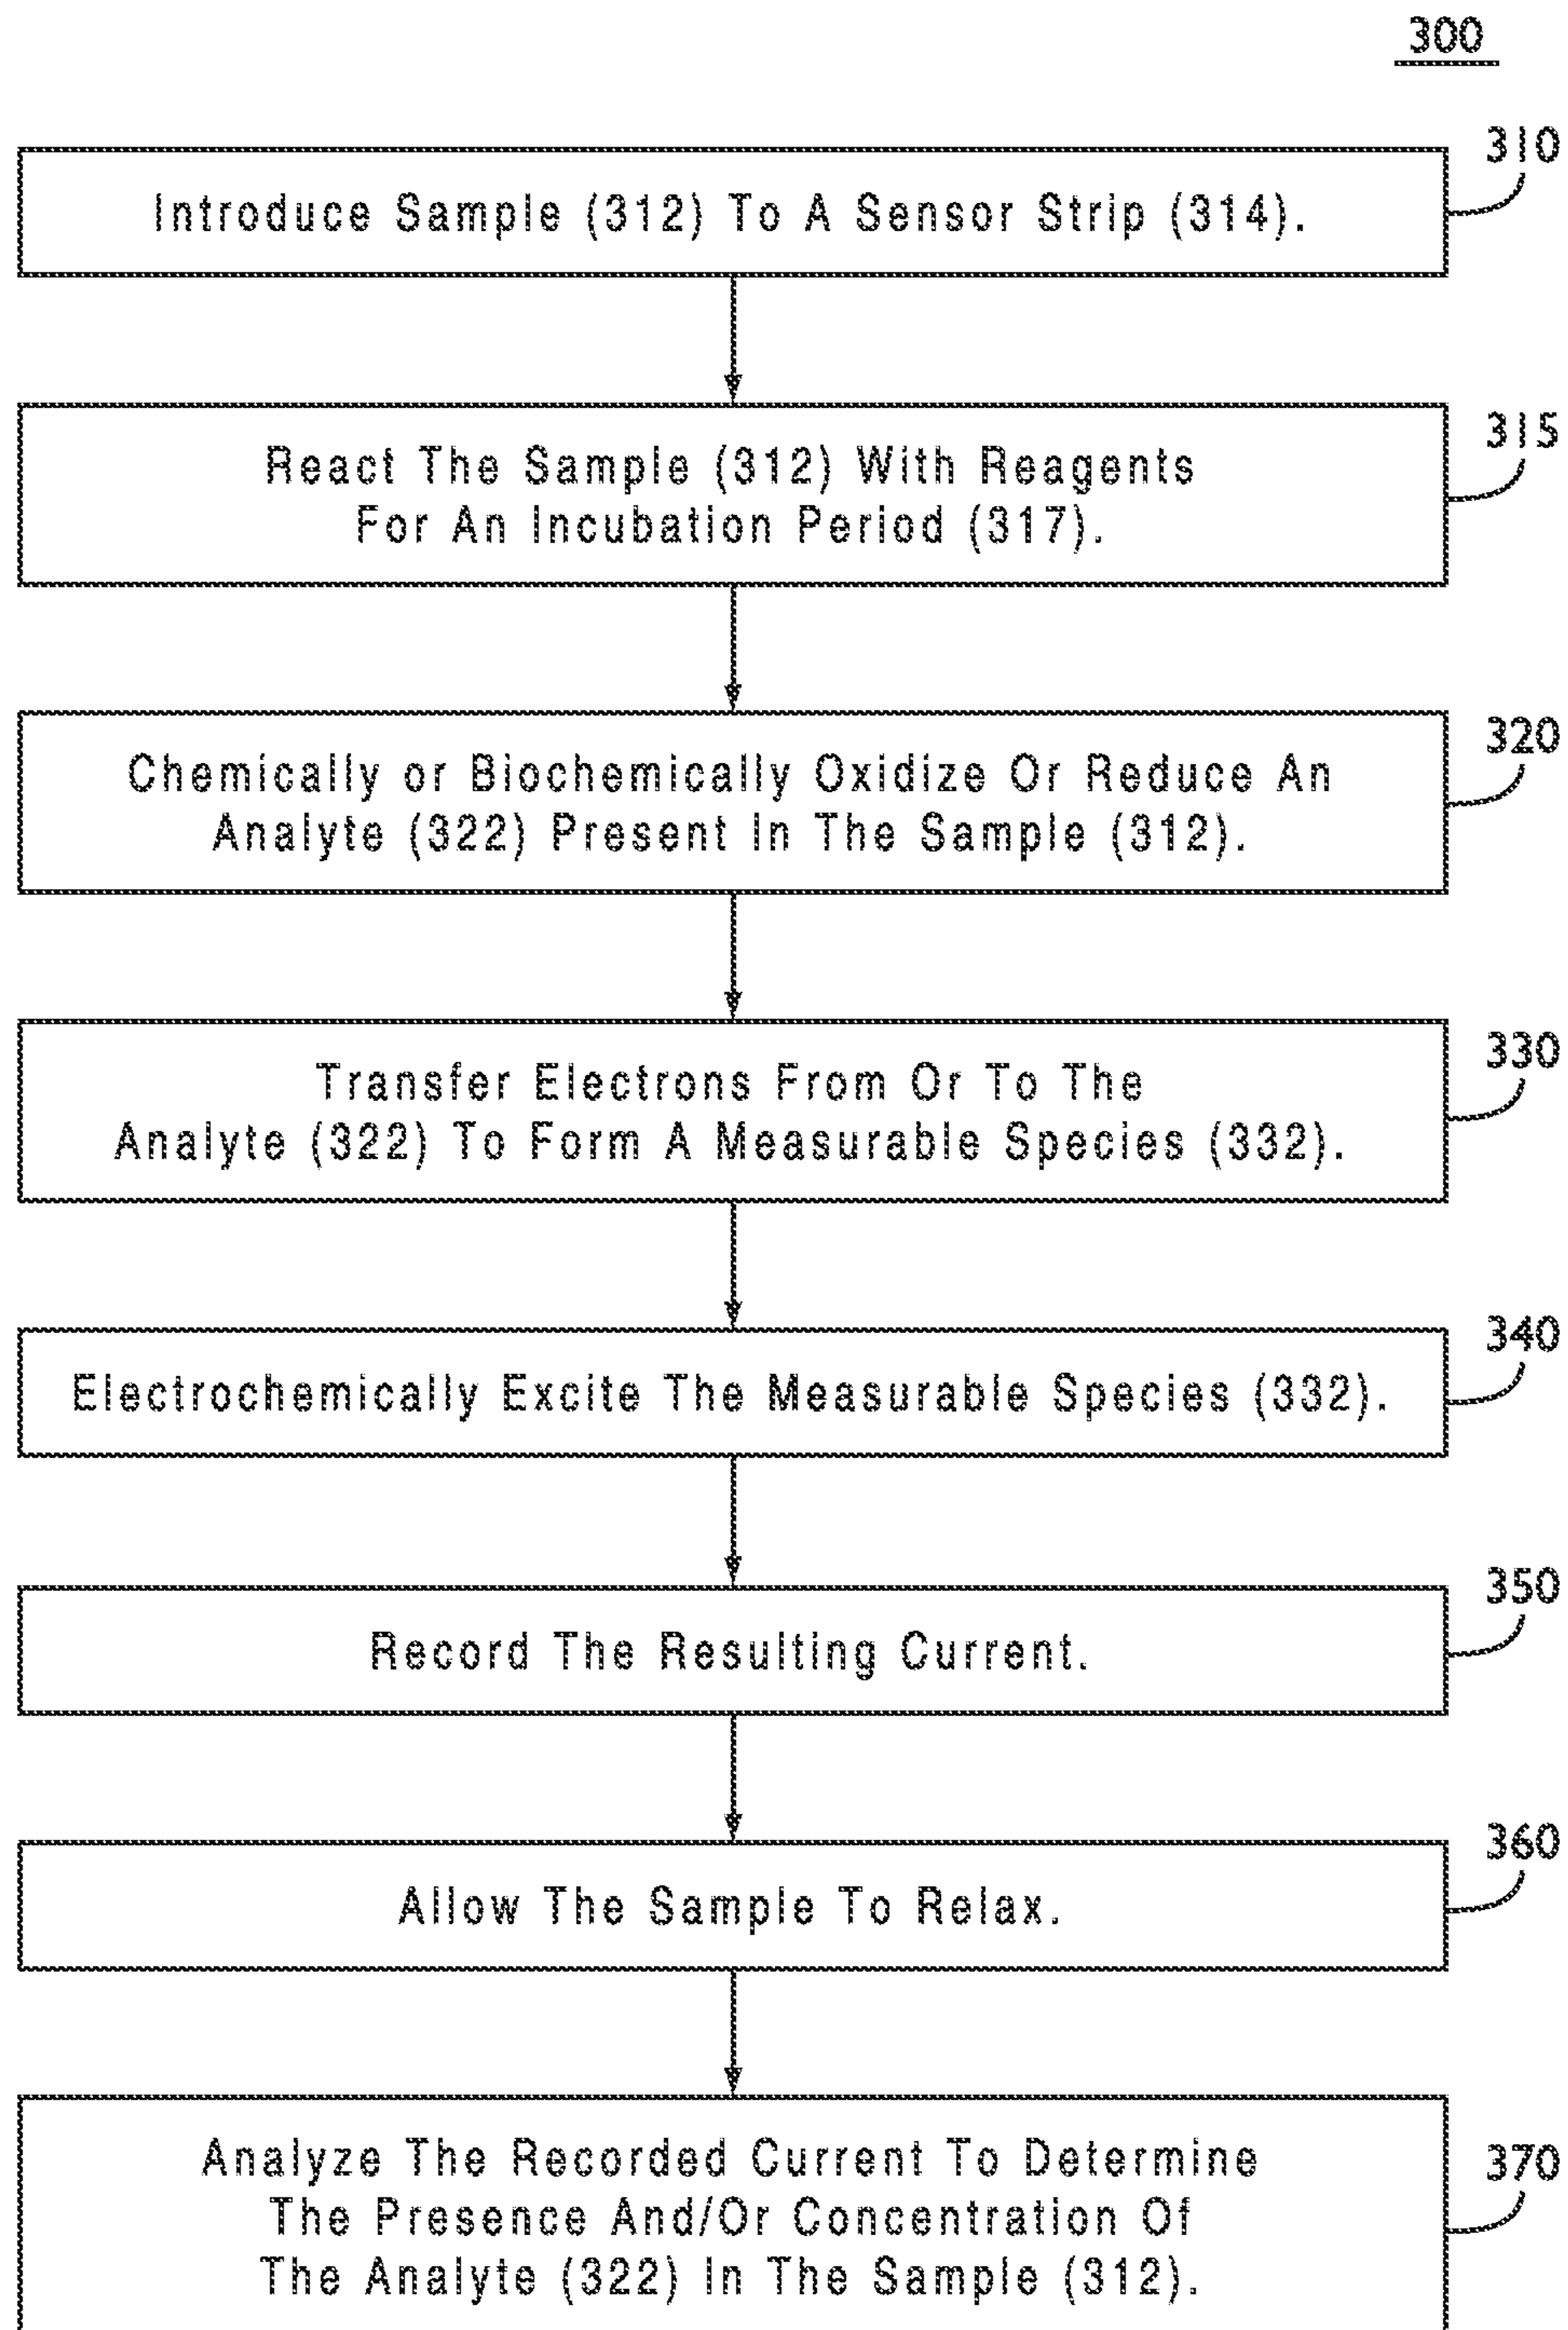 300
310
Introduce Sample (312) To A Sensor Strip (314).
315
React The Sample (312) With Reagents
For An Incubation Period (317).
320
Chemically or Biochemically Oxidize Or Reduce An
Analyte (322) Present In The Sample (312).
330
Transfer Electrons From Or To The
Analyte (322) To Form A Measurable Species (332).
340
Electrochemically Excite The Measurable Species (332).
350
Record The Resulting Current.
360
Allow The Sample To Relax.
370
Analyze The Recorded Current To Determine
The Presence And/Or Concentration Of
The Analyte (322) In The Sample (312).